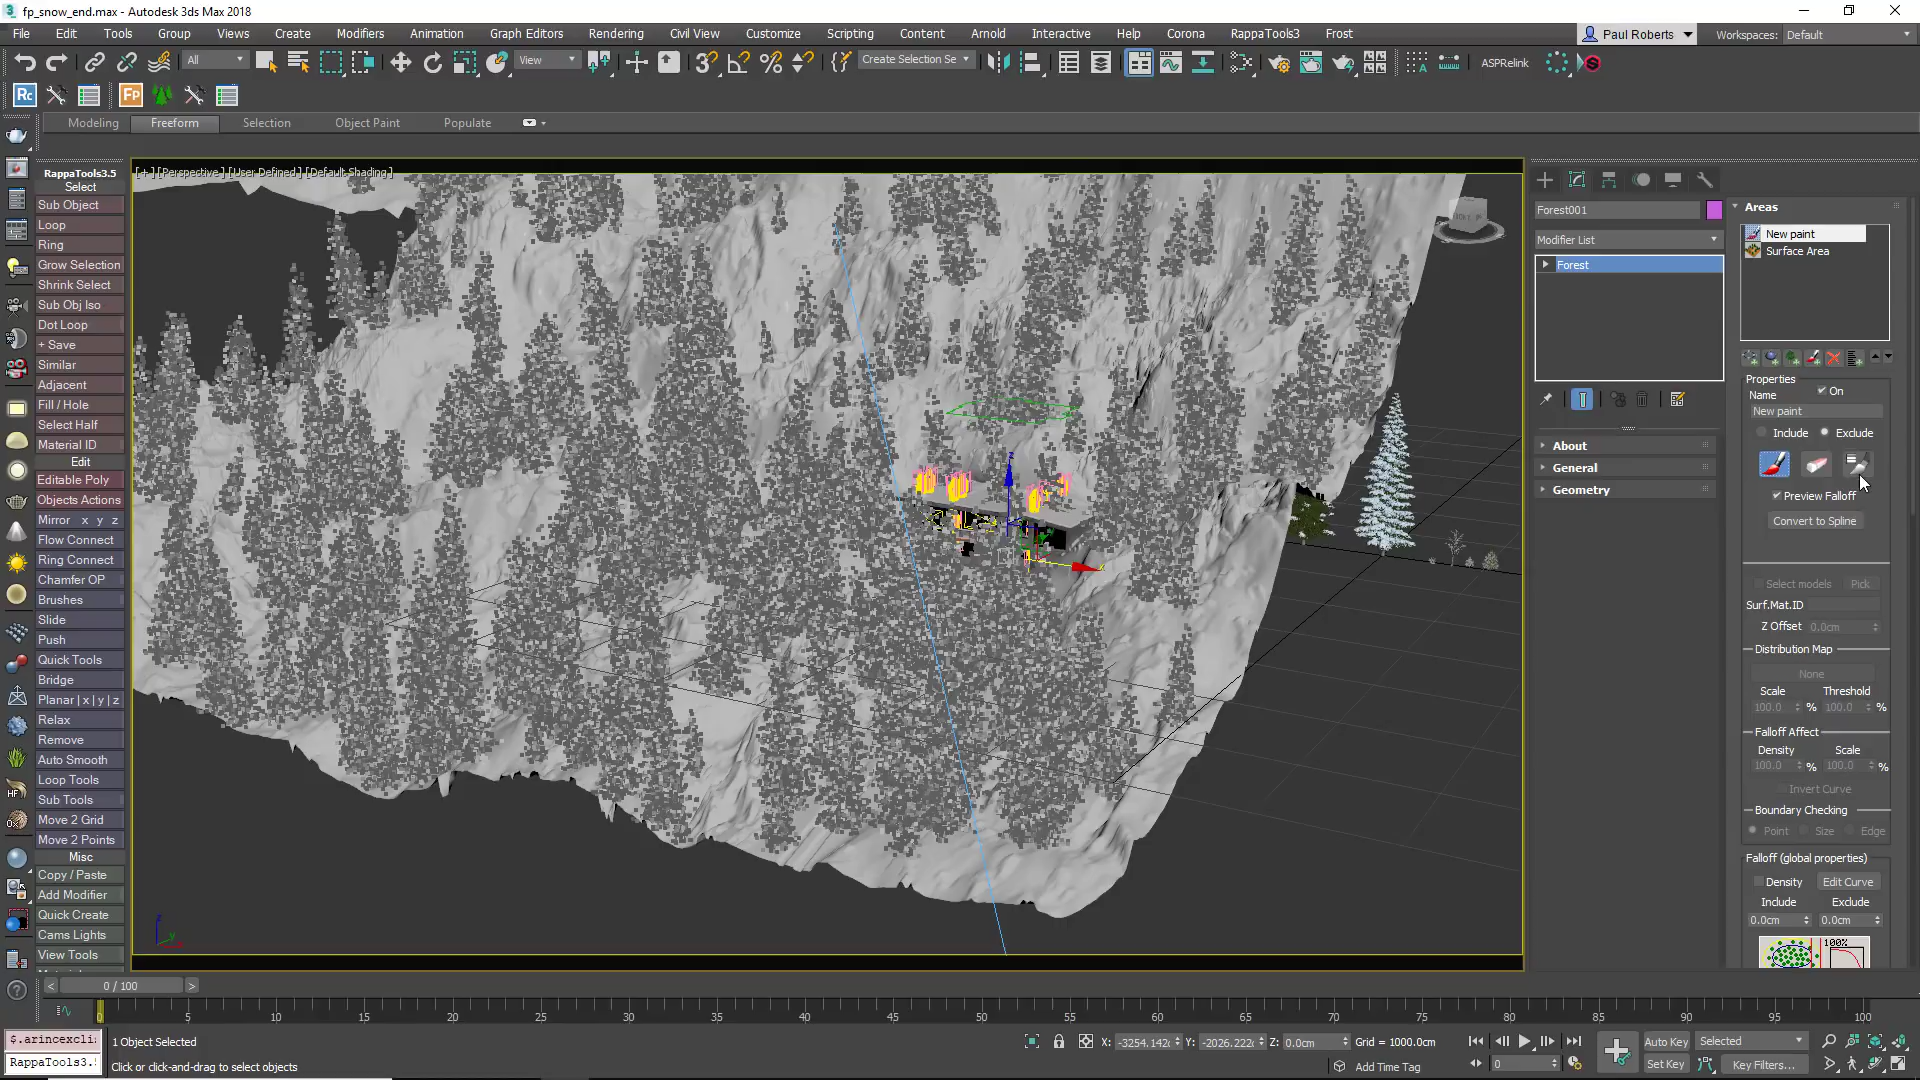 fp_snow_end.max - Autodesk 3ds Max 2018
File Edit Tools Group Views Create Modifiers Animation Graph Editors Rendering Civil View Customize Scripting Content Arnold Interactive Help Corona RappaTools3 Frost Paul Roberts Workspaces: Default
All View Create Selection Se ASPRelink
Rc Fp
Modeling Freeform Selection Object Paint Populate
[+] [Perspective] [User Defined] [Default Shading]
RappaTools3.5
Select
Sub Object
Loop
Ring
Grow Selection
Shrink Select
Sub Obj Iso
Dot Loop
+ Save
Similar
Adjacent
Fill / Hole
Select Half
Material ID
Edit
Editable Poly
Objects Actions
Mirror x y z
Flow Connect
Ring Connect
Chamfer OP
Brushes
Slide
Push
Quick Tools
Bridge
Planar | x | y | z
Relax
Remove
Auto Smooth
Loop Tools
Sub Tools
Move 2 Grid
Move 2 Points
Misc
Copy / Paste
Add Modifier
Quick Create
Cams Lights
View Tools
Forest001
Modifier List
Forest
About
General
Geometry
Areas
New paint
Surface Area
Properties
On
Name
New paint
Include Exclude
Preview Falloff
Convert to Spline
Select models Pick
Surf.Mat.ID
Z Offset 0.0cm
Distribution Map
None
Scale Threshold
100.0 % 100.0 %
Falloff Affect
Density Scale
100.0 % 100.0 %
Invert Curve
Boundary Checking
Point Size Edge
Falloff (global properties)
Density Edit Curve
Include Exclude
0.0cm 0.0cm
100%
< 0 / 100 >
0 5 10 15 20 25 30 35 40 45 50 55 60 65 70 75 80 85 90 95 100
$.arincexcli
RappaTools3.
1 Object Selected
Click or click-and-drag to select objects
X: -3254.142c Y: -2026.222c Z: 0.0cm Grid = 1000.0cm
Add Time Tag
Auto Key Selected
0 Set Key Key Filters...